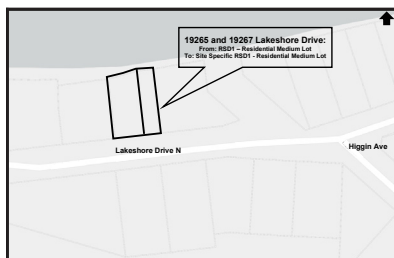 19265 and 19267 Lakeshore Drive:
From: RSD1 – Residential Medium Lot
To: Site Specific RSD1 - Residential Medium Lot
Lakeshore Drive N
Higgin Ave